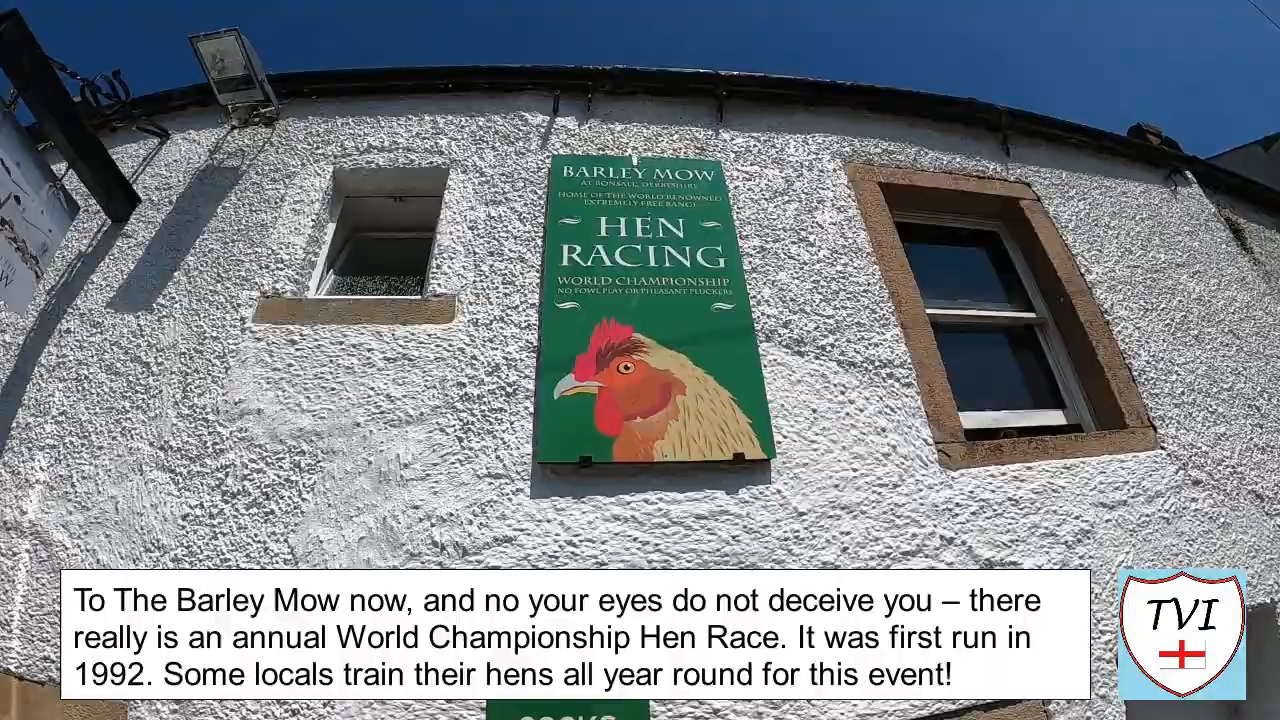 BARLEY MOW
AT BONSALL, DERBYSHIRE
HOME OF THE WORLD RENOWNED
EXTREMELY FREE RANGE
HEN
RACING
WORLD CHAMPIONSHIP
NO FOWL PLAY OR PHEASANT PLUCKERS
To The Barley Mow now, and no your eyes do not deceive you – there
really is an annual World Championship Hen Race. It was first run in
1992. Some locals train their hens all year round for this event!
TVI